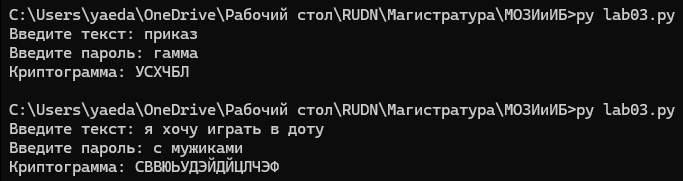 C:\Users\yaeda\OneDrive\Рабочий стол\RUDN\Магистратура\МОЗИиИБ>py lab03.py
Введите текст: приказ
Введите пароль: гамма
Криптограмма: УСХЧБЛ
C:\Users\yaeda\OneDrive\Рабочий стол\RUDN\Магистратура\МОЗИиИБ>py lab03.py
Введите текст: я хочу играть в доту
Введите пароль: с мужиками
Криптограмма: СВВЮЬУДЭЙДЙЦЛЧЭФ